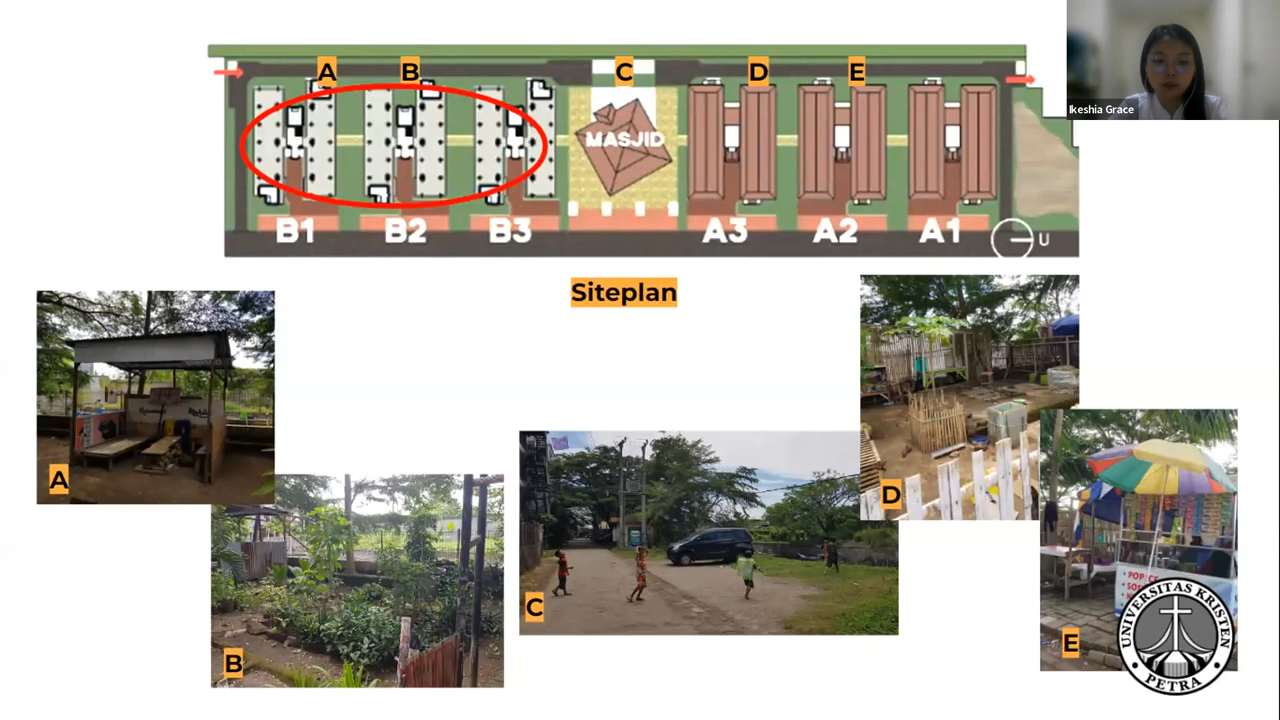 A
B
C
D
E
Ikeshia Grace
MASJID
B1
B2
B3
A3
A2
A1
U
Siteplan
A
B
C
D
E
UNIVERSITAS KRISTEN
PETRA